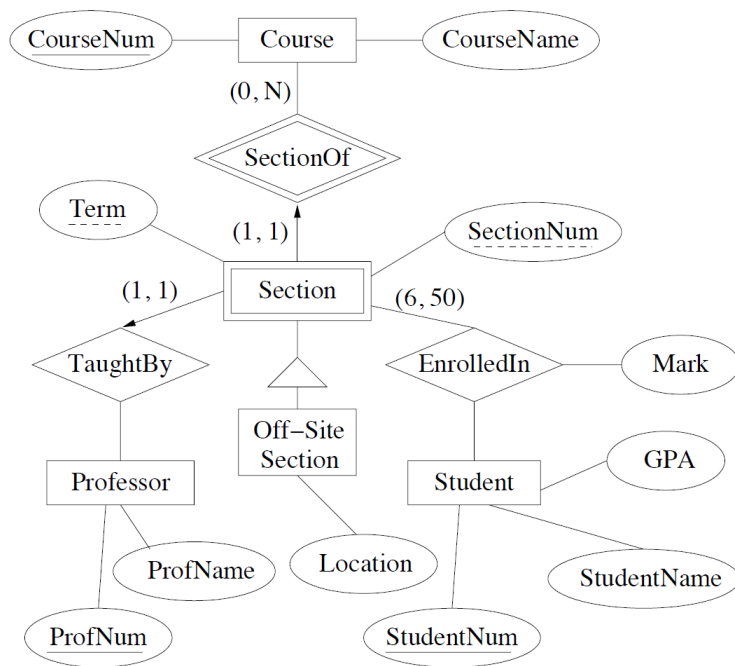 CourseNum
Course
CourseName
(0, N)
SectionOf
Term
(1, 1)
SectionNum
(1, 1)
Section
(6, 50)
TaughtBy
EnrolledIn
Mark
Off–Site
Section
Professor
Student
GPA
ProfName
Location
StudentName
ProfNum
StudentNum